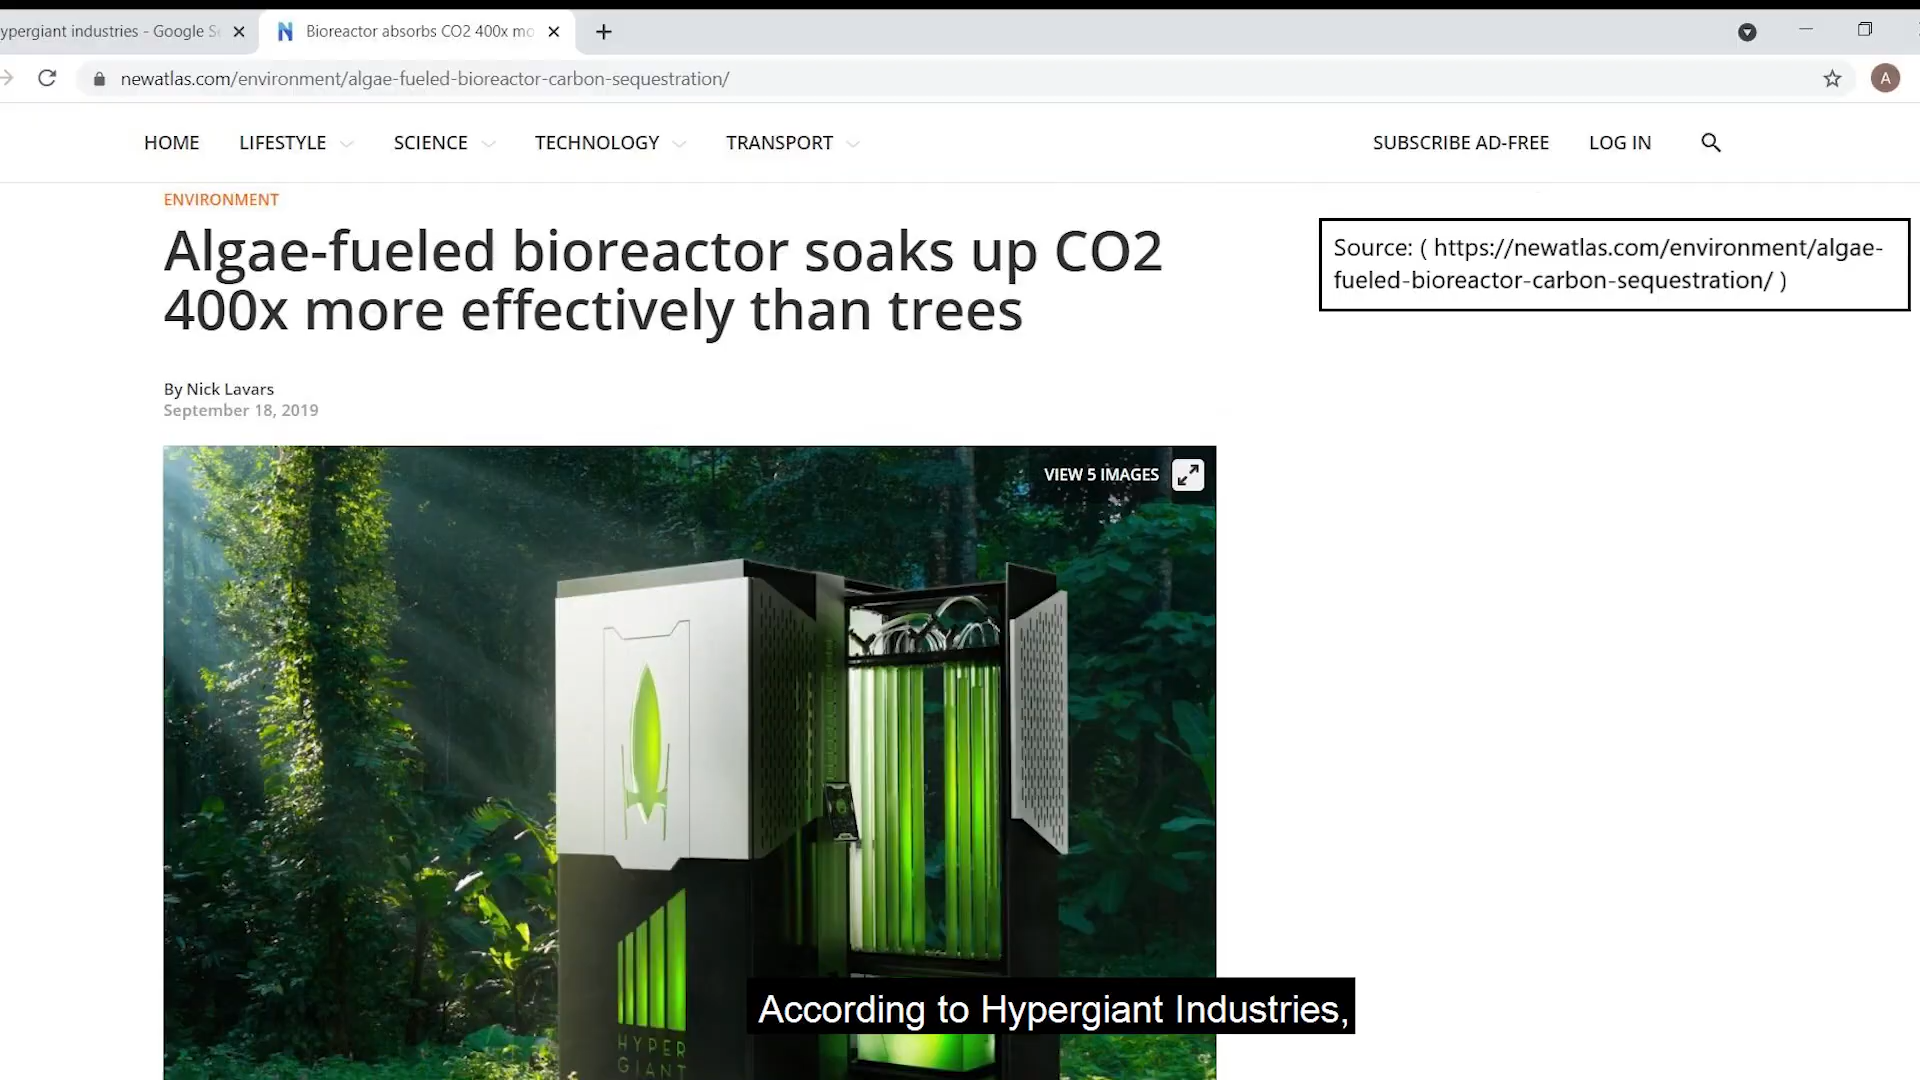 ypergiant industries - Google S
Bioreactor absorbs CO2 400x mo
newatlas.com/environment/algae-fueled-bioreactor-carbon-sequestration/
A
HOME LIFESTYLE SCIENCE TECHNOLOGY TRANSPORT SUBSCRIBE AD-FREE LOG IN
ENVIRONMENT
Algae-fueled bioreactor soaks up CO2
400x more effectively than trees
Source: ( https://newatlas.com/environment/algae-
fueled-bioreactor-carbon-sequestration/ )
By Nick Lavars
September 18, 2019
VIEW 5 IMAGES
According to Hypergiant Industries,
HYPER
GIANT